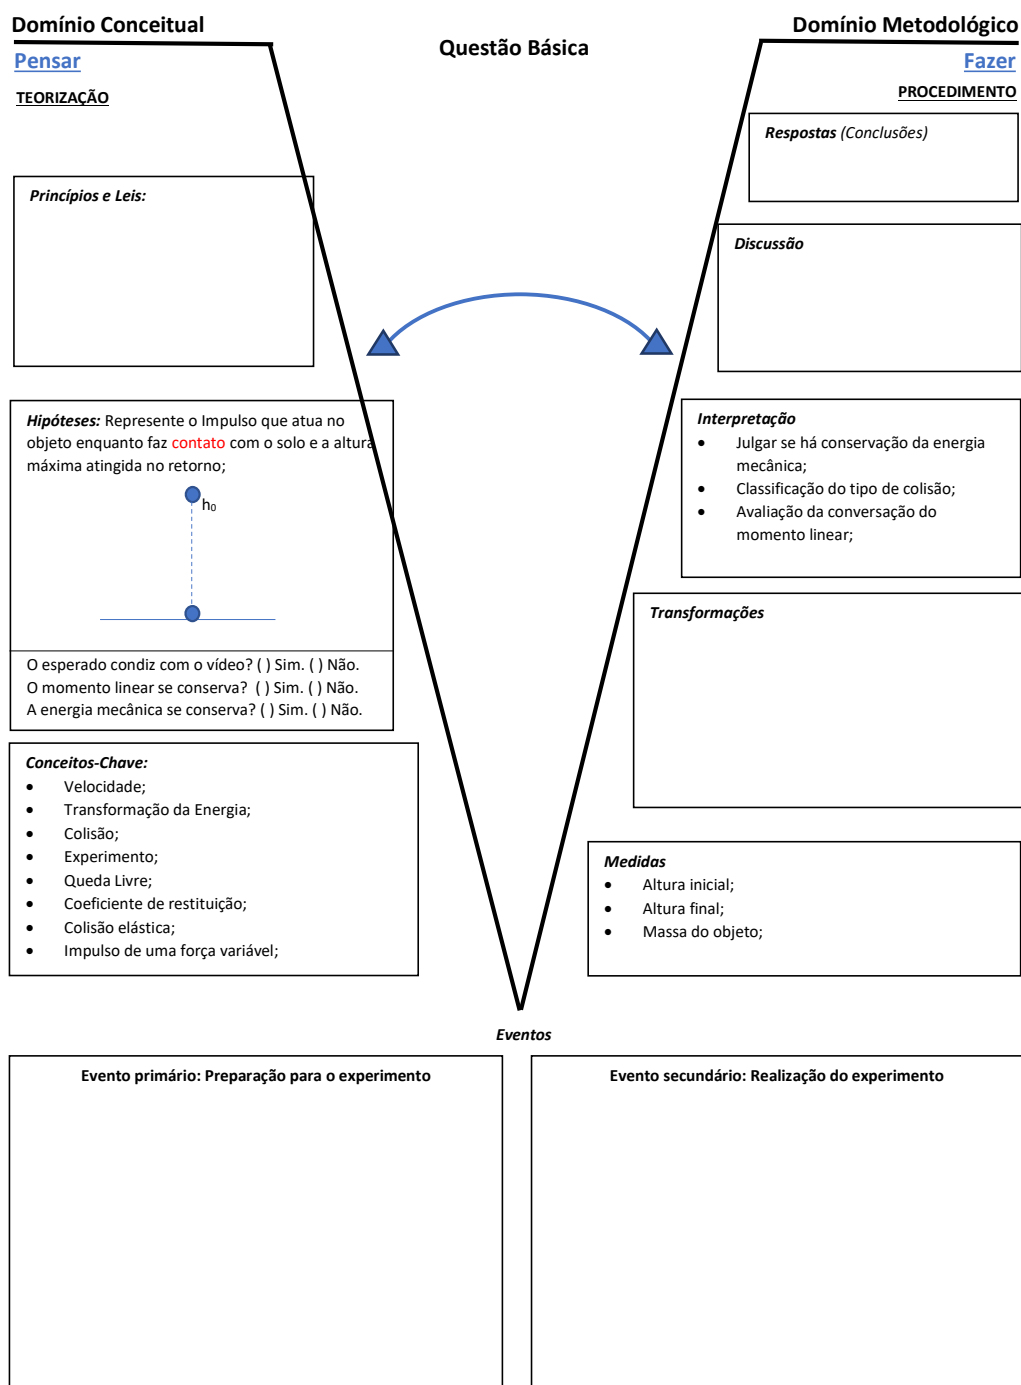 Domínio Conceitual
Pensar
TEORIZAÇÃO
Questão Básica
Domínio Metodológico
Fazer
PROCEDIMENTO
Respostas (Conclusões)
Princípios e Leis:
Discussão
Hipóteses: Represente o Impulso que atua no
objeto enquanto faz contato com o solo e a altura
máxima atingida no retorno;
h₀
O esperado condiz com o vídeo? ( ) Sim. ( ) Não.
O momento linear se conserva? ( ) Sim. ( ) Não.
A energia mecânica se conserva? ( ) Sim. ( ) Não.
Interpretação
• Julgar se há conservação da energia
mecânica;
• Classificação do tipo de colisão;
• Avaliação da conversação do
momento linear;
Transformações
Conceitos-Chave:
• Velocidade;
• Transformação da Energia;
• Colisão;
• Experimento;
• Queda Livre;
• Coeficiente de restituição;
• Colisão elástica;
• Impulso de uma força variável;
Medidas
• Altura inicial;
• Altura final;
• Massa do objeto;
Eventos
Evento primário: Preparação para o experimento
Evento secundário: Realização do experimento